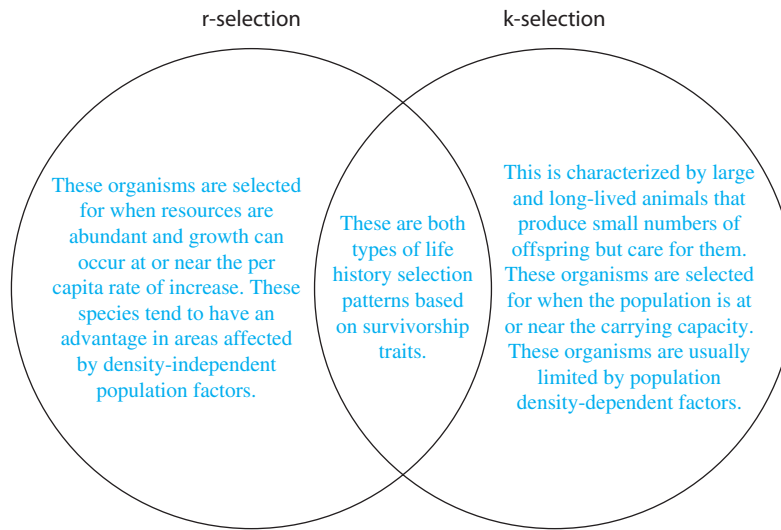 r-selection
k-selection
These organisms are selected
for when resources are
abundant and growth can
occur at or near the per
capita rate of increase. These
species tend to have an
advantage in areas affected
by density-independent
population factors.
These are both
types of life
history selection
patterns based
on survivorship
traits.
This is characterized by large
and long-lived animals that
produce small numbers of
offspring but care for them.
These organisms are selected
for when the population is at
or near the carrying capacity.
These organisms are usually
limited by population
density-dependent factors.